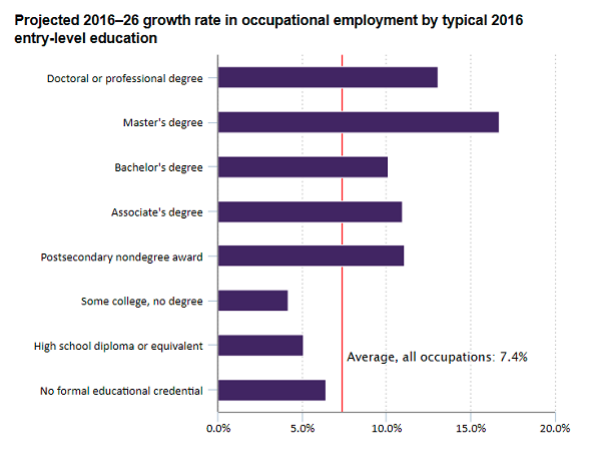 Projected 2016–26 growth rate in occupational employment by typical 2016
entry-level education
Doctoral or professional degree
Master's degree
Bachelor's degree
Associate's degree
Postsecondary nondegree award
Some college, no degree
High school diploma or equivalent
Average, all occupations: 7.4%
No formal educational credential
0.0% 5.0% 10.0% 15.0% 20.0%